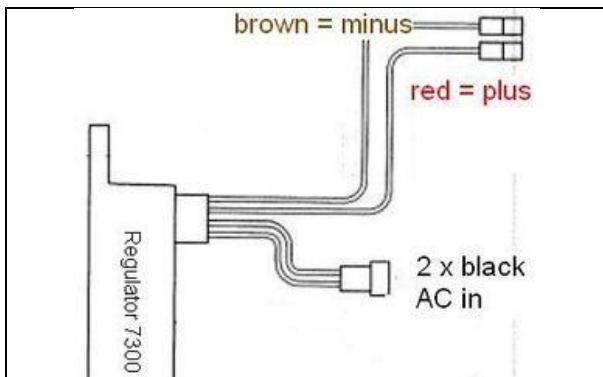 brown = minus
red = plus
2 x black
AC in
Regulator 7300